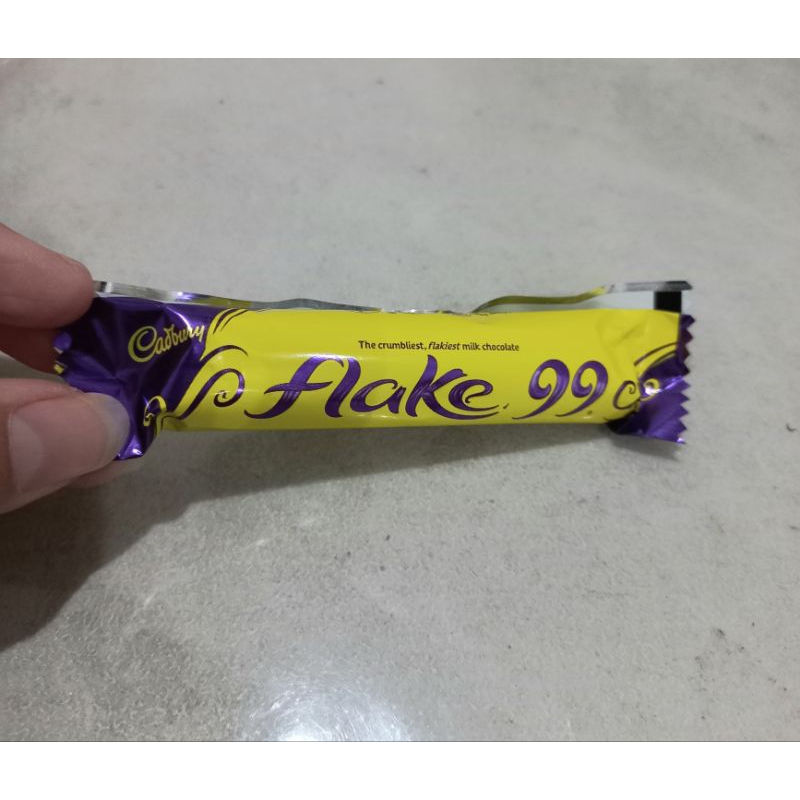 Cadbury
The crumbliest, flakiest milk chocolate
flake 99